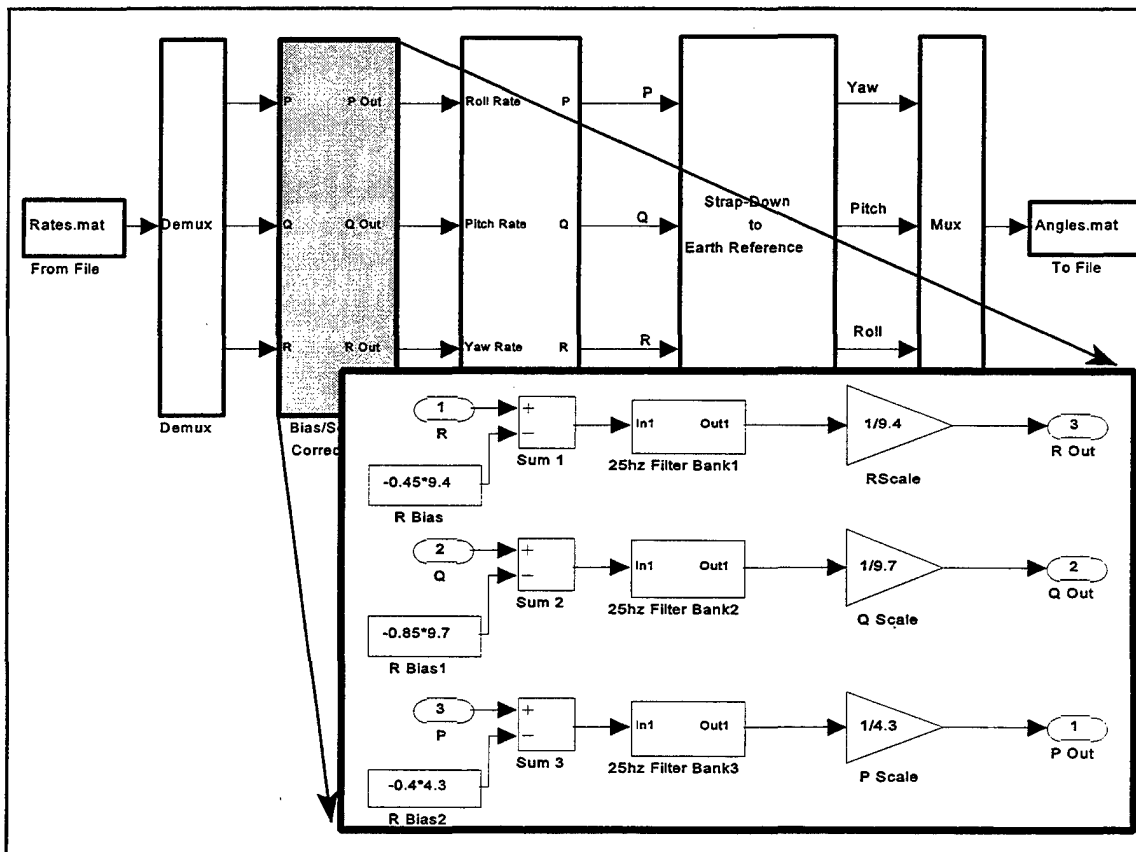 P
P Out
Roll Rate
P
P
Yaw
Rates.mat
From File
Demux
Q
Q Out
Pitch Rate
Q
Q
Strap-Down
to
Earth Reference
Pitch
Mux
Angles.mat
To File
R
R Out
Yaw Rate
R
R
Roll
Demux
Bias/Sc
Correc
1
R
+
−
Sum 1
In1
Out1
25hz Filter Bank1
1/9.4
RScale
3
R Out
-0.45*9.4
R Bias
2
Q
+
−
Sum 2
In1
Out1
25hz Filter Bank2
1/9.7
Q Scale
2
Q Out
-0.85*9.7
R Bias1
3
P
+
−
Sum 3
In1
Out1
25hz Filter Bank3
1/4.3
P Scale
1
P Out
-0.4*4.3
R Bias2